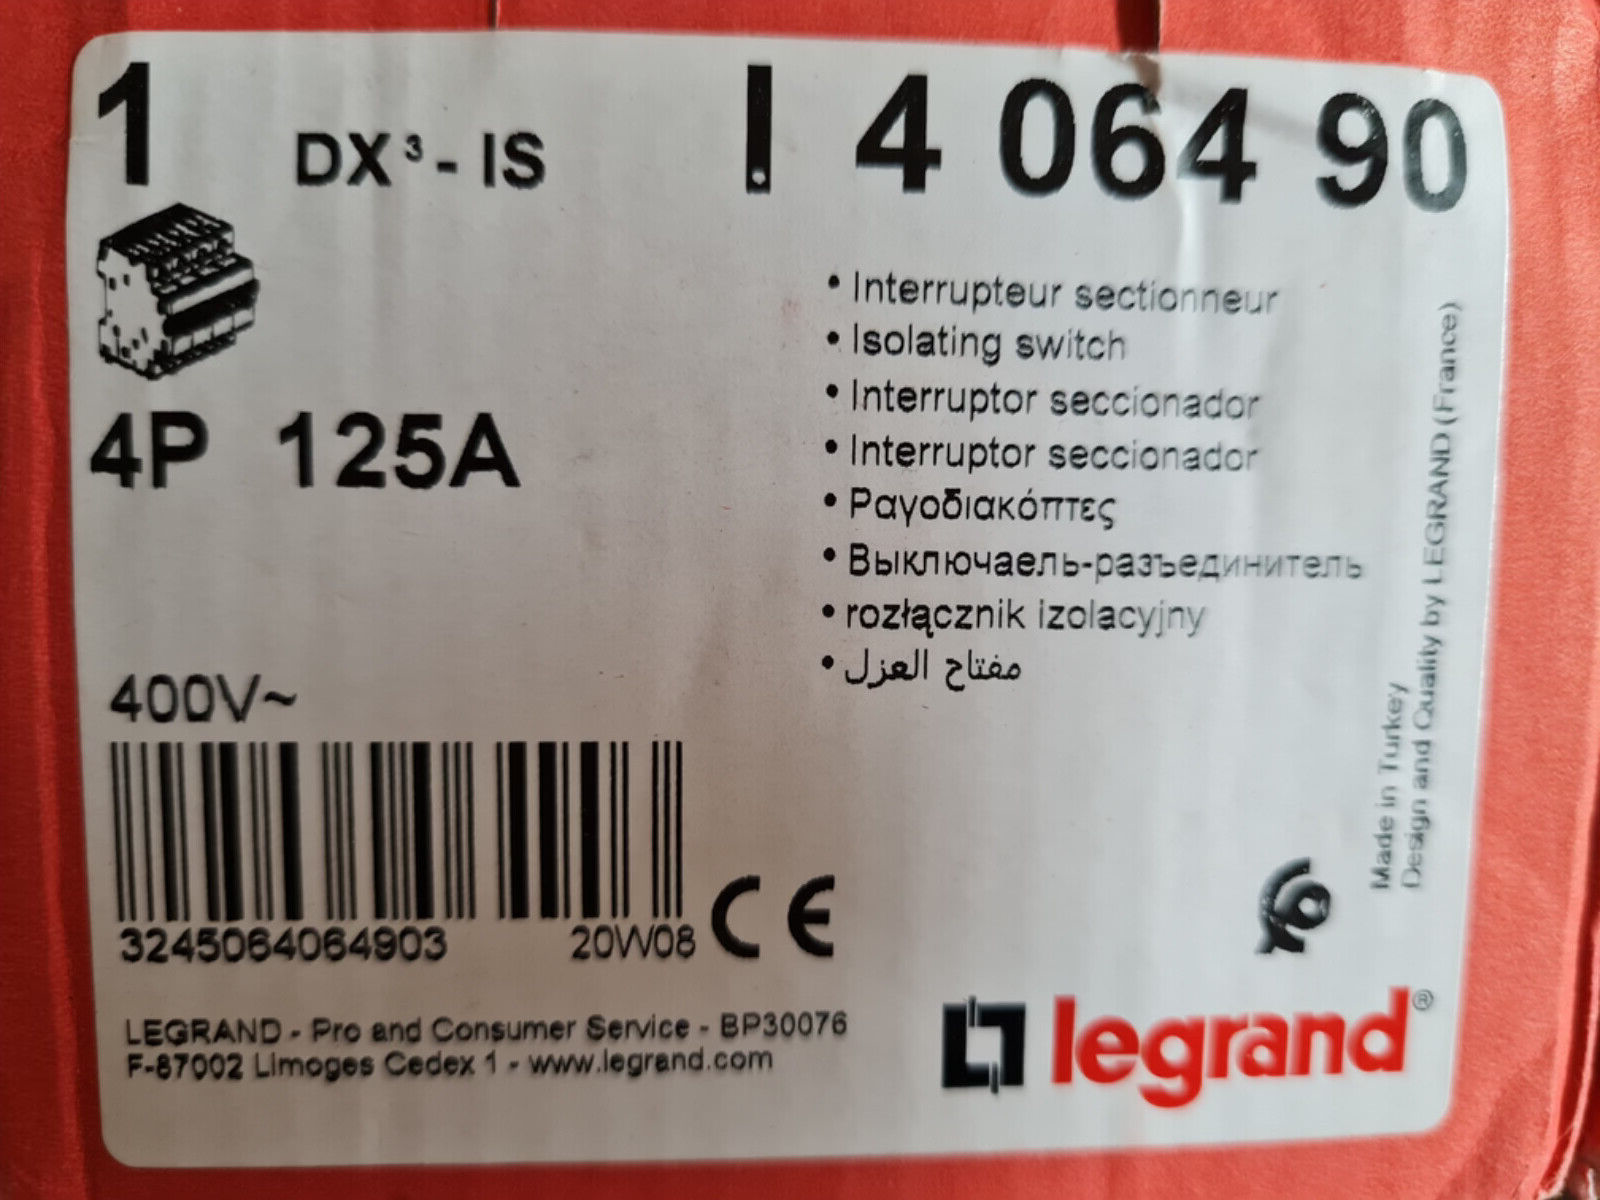 1 DX³ - IS 4 064 90
• Interrupteur sectionneur
• Isolating switch
• Interruptor seccionador
• Interruptor seccionador
• Ραγοδιακόπτες
• Выключаель-разъединитель
• rozłącznik izolacyjny
• مفتاح العزل
4P 125A
400V~
3245064064903 20W08
CE
LEGRAND - Pro and Consumer Service - BP30076
F-87002 Limoges Cedex 1 - www.legrand.com
Made in Turkey
Design and Quality by LEGRAND (France)
legrand®